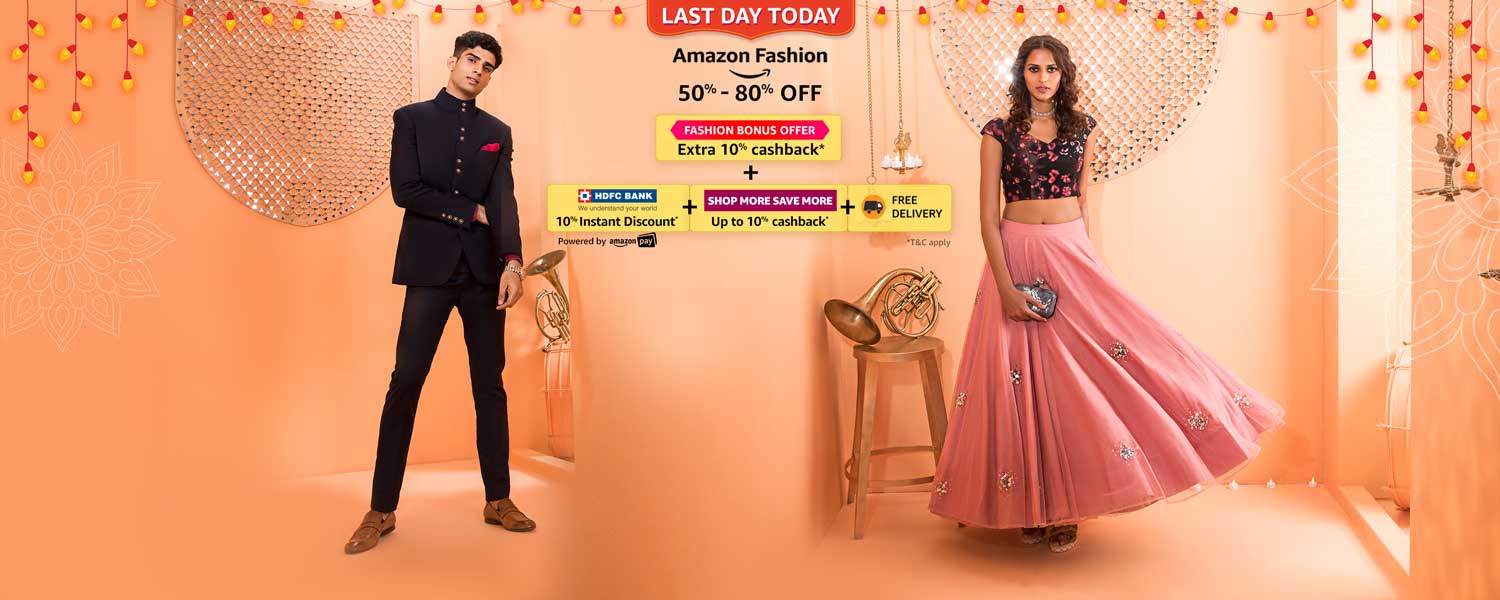 LAST DAY TODAY
Amazon Fashion
50% - 80% OFF
FASHION BONUS OFFER
Extra 10% cashback*
+
HDFC BANK
We understand your world
10% Instant Discount*
+
SHOP MORE SAVE MORE
Up to 10% cashback*
+
FREE
DELIVERY
Powered by amazon pay
*T&C apply